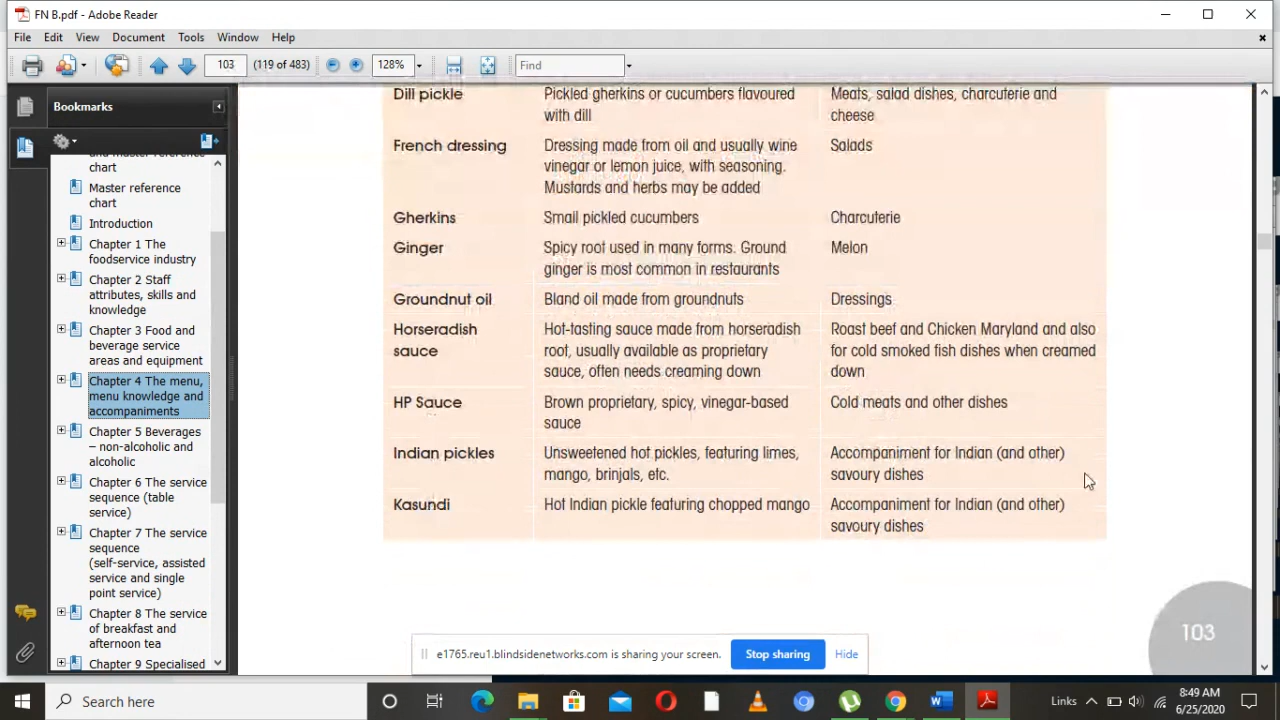 FN B.pdf - Adobe Reader
File Edit View Document Tools Window Help
103 (119 of 483) 128% Find
Bookmarks
and master reference
chart
Master reference
chart
Introduction
Chapter 1 The
foodservice industry
Chapter 2 Staff
attributes, skills and
knowledge
Chapter 3 Food and
beverage service
areas and equipment
Chapter 4 The menu,
menu knowledge and
accompaniments
Chapter 5 Beverages
– non-alcoholic and
alcoholic
Chapter 6 The service
sequence (table
service)
Chapter 7 The service
sequence
(self-service, assisted
service and single
point service)
Chapter 8 The service
of breakfast and
afternoon tea
Chapter 9 Specialised
Dill pickle Pickled gherkins or cucumbers flavoured Meats, salad dishes, charcuterie and
with dill cheese
French dressing Dressing made from oil and usually wine Salads
vinegar or lemon juice, with seasoning.
Mustards and herbs may be added
Gherkins Small pickled cucumbers Charcuterie
Ginger Spicy root used in many forms. Ground Melon
ginger is most common in restaurants
Groundnut oil Bland oil made from groundnuts Dressings
Horseradish Hot-tasting sauce made from horseradish Roast beef and Chicken Maryland and also
sauce root, usually available as proprietary for cold smoked fish dishes when creamed
sauce, often needs creaming down down
HP Sauce Brown proprietary, spicy, vinegar-based Cold meats and other dishes
sauce
Indian pickles Unsweetened hot pickles, featuring limes, Accompaniment for Indian (and other)
mango, brinjals, etc. savoury dishes
Kasundi Hot Indian pickle featuring chopped mango Accompaniment for Indian (and other)
savoury dishes
103
e1765.reu1.blindsidenetworks.com is sharing your screen. Stop sharing Hide
Search here Links 8:49 AM
6/25/2020